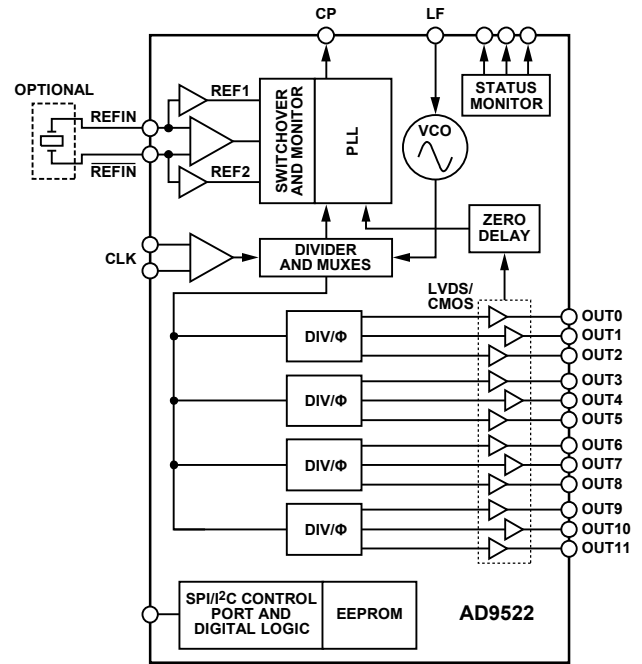 CP
LF
OPTIONAL
REFIN
REFIN
REF1
REF2
SWITCHOVER
AND MONITOR
PLL
VCO
STATUS
MONITOR
ZERO
DELAY
CLK
DIVIDER
AND MUXES
LVDS/
CMOS
DIV/Φ
OUT0
OUT1
OUT2
DIV/Φ
OUT3
OUT4
OUT5
DIV/Φ
OUT6
OUT7
OUT8
DIV/Φ
OUT9
OUT10
OUT11
SPI/I²C CONTROL
PORT AND
DIGITAL LOGIC
EEPROM
AD9522